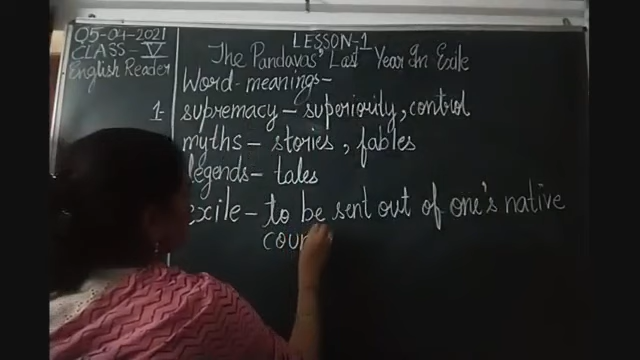 05-04-2021
CLASS - V
English Reader
LESSON-1
The Pandavas' Last Year In Exile
Word-meanings-
1- supremacy - superiority, control
myths - stories, fables
legends - tales
exile - to be sent out of one's native